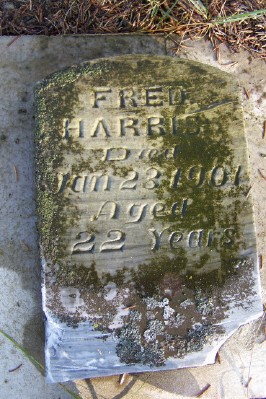 FRED
HARRIS
Died
Jan 23 1901,
Aged
22 Years